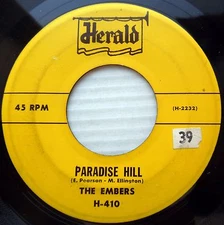 Herald
45 RPM
(H-2232)
39
PARADISE HILL
(E. Pearson - M. Ellington)
THE EMBERS
H-410